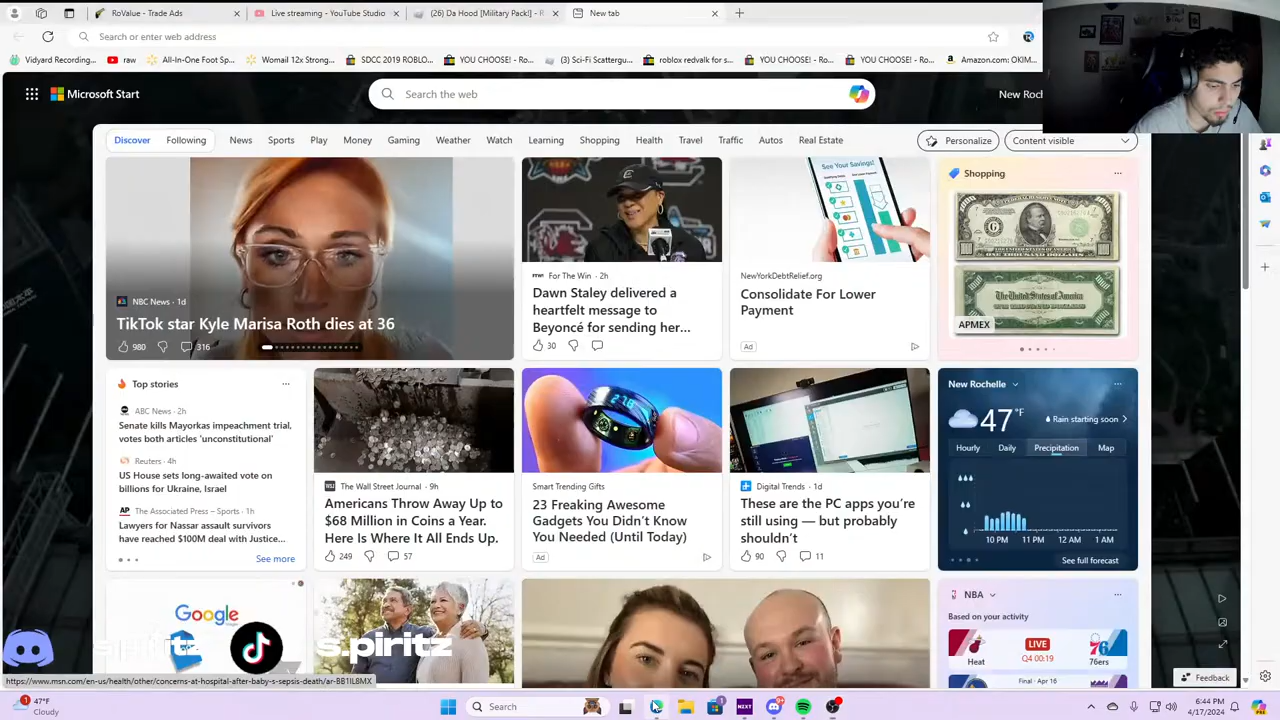 RoValue - Trade Ads
Live streaming - YouTube Studio
(26) Da Hood [Military Pack!] - R
New tab
Search or enter web address
Vidyard Recording...
raw
All-In-One Foot Sp...
Womail 12x Strong...
SDCC 2019 ROBLO...
YOU CHOOSE! - Ro...
(3) Sci-Fi Scattergu...
roblox redvalk for s...
YOU CHOOSE! - Ro...
YOU CHOOSE! - Ro...
Amazon.com: OKIM...
Microsoft Start
Search the web
New Roch
Discover
Following
News
Sports
Play
Money
Gaming
Weather
Watch
Learning
Shopping
Health
Travel
Traffic
Autos
Real Estate
Personalize
Content visible
NBC News · 1d
TikTok star Kyle Marisa Roth dies at 36
980
316
For The Win · 2h
Dawn Staley delivered a
heartfelt message to
Beyoncé for sending her...
30
See Your Savings!
NewYorkDebtRelief.org
Consolidate For Lower
Payment
Ad
Shopping
APMEX
Top stories
ABC News · 2h
Senate kills Mayorkas impeachment trial,
votes both articles 'unconstitutional'
Reuters · 4h
US House sets long-awaited vote on
billions for Ukraine, Israel
The Associated Press - Sports · 1h
Lawyers for Nassar assault survivors
have reached $100M deal with Justice...
See more
The Wall Street Journal · 9h
Americans Throw Away Up to
$68 Million in Coins a Year.
Here Is Where It All Ends Up.
249
57
Smart Trending Gifts
23 Freaking Awesome
Gadgets You Didn't Know
You Needed (Until Today)
Ad
Digital Trends · 1d
These are the PC apps you're
still using — but probably
shouldn't
90
11
New Rochelle
47°F
Rain starting soon
Hourly
Daily
Precipitation
Map
10 PM
11 PM
12 AM
1 AM
See full forecast
Google
NBA
Based on your activity
Heat
LIVE
Q4 00:19
76ers
Final · Apr 16
spiritz
spiritz
Feedback
https://www.msn.com/en-us/health/other/concerns-at-hospital-after-baby-s-sepsis-death/ar-BB1lL8MX
47°F
Cloudy
Search
NZXT
6:44 PM
4/17/2024